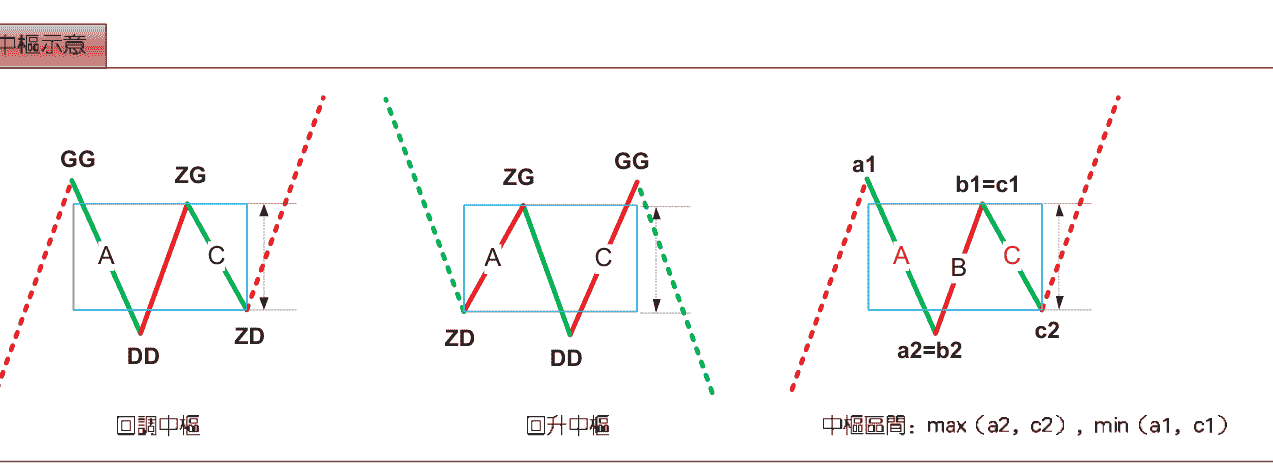 中樞示意
GG
ZG
A
C
DD
ZD
回調中樞
ZG
GG
A
C
ZD
DD
回升中樞
a1
b1=c1
A
B
C
a2=b2
c2
中樞區間：max（a2，c2），min（a1，c1）